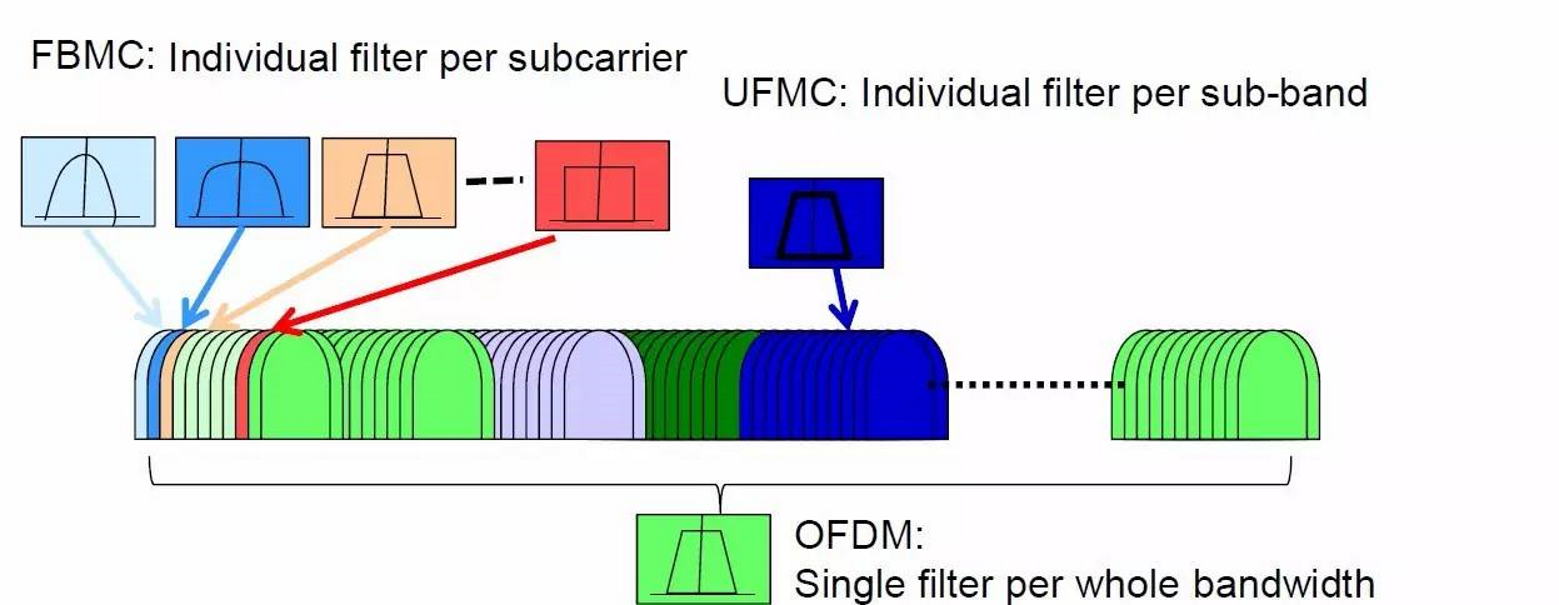 FBMC: Individual filter per subcarrier
UFMC: Individual filter per sub-band
OFDM:
Single filter per whole bandwidth